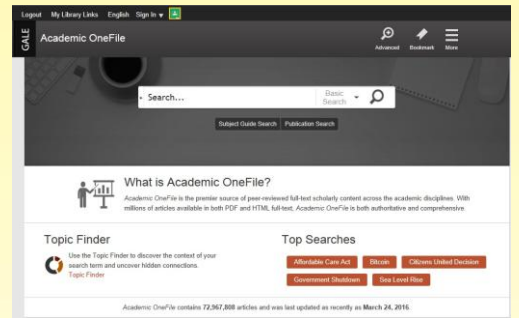 Logout My Library Links English Sign In
GALE
Academic OneFile
Advanced Bookmark More
Search... Basic Search
Subject Guide Search Publication Search
What is Academic OneFile?
Academic OneFile is the premier source of peer-reviewed full-text scholarly content across the academic disciplines. With
millions of articles available in both PDF and HTML full-text, Academic OneFile is both authoritative and comprehensive.
Topic Finder
Use the Topic Finder to discover the context of your
search term and uncover hidden connections.
Topic Finder
Top Searches
Affordable Care Act Bitcoin Citizens United Decision
Government Shutdown Sea Level Rise
Academic OneFile contains 72,967,808 articles and was last updated as recently as March 24, 2016.